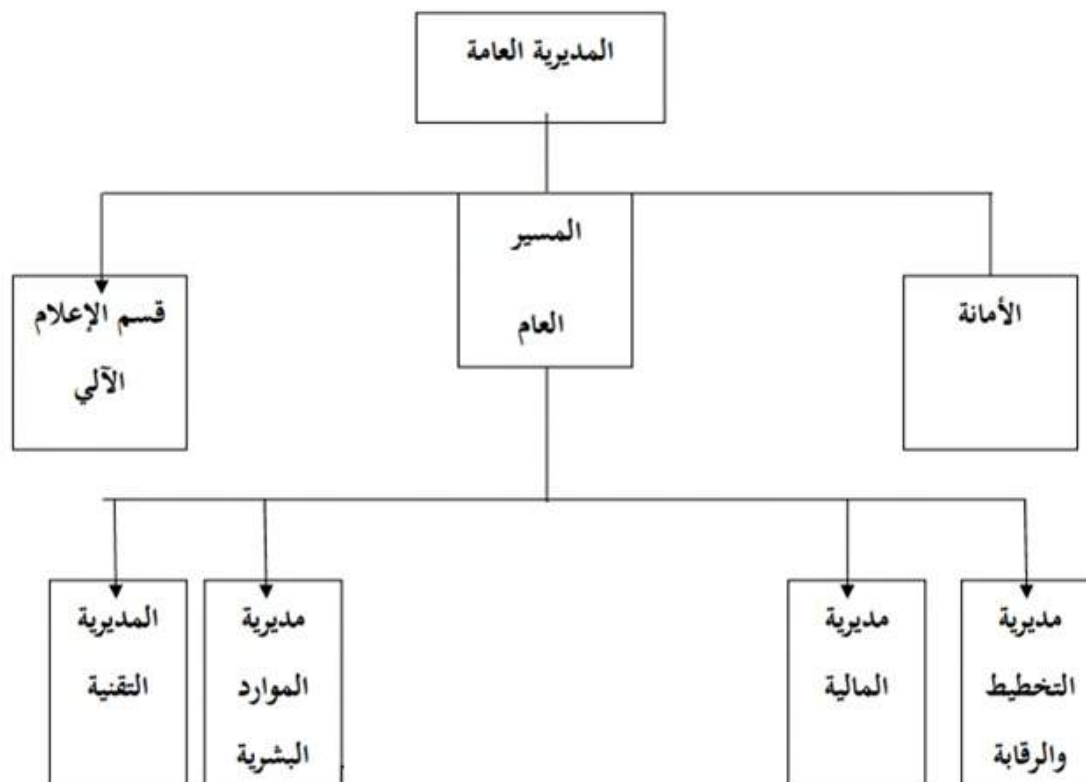 المديرية العامة
المسير
العام
الأمانة
قسم الإعلام
الآلي
مديرية
التخطيط
والرقابة
مديرية
المالية
مديرية
الموارد
البشرية
المديرية
التقنية